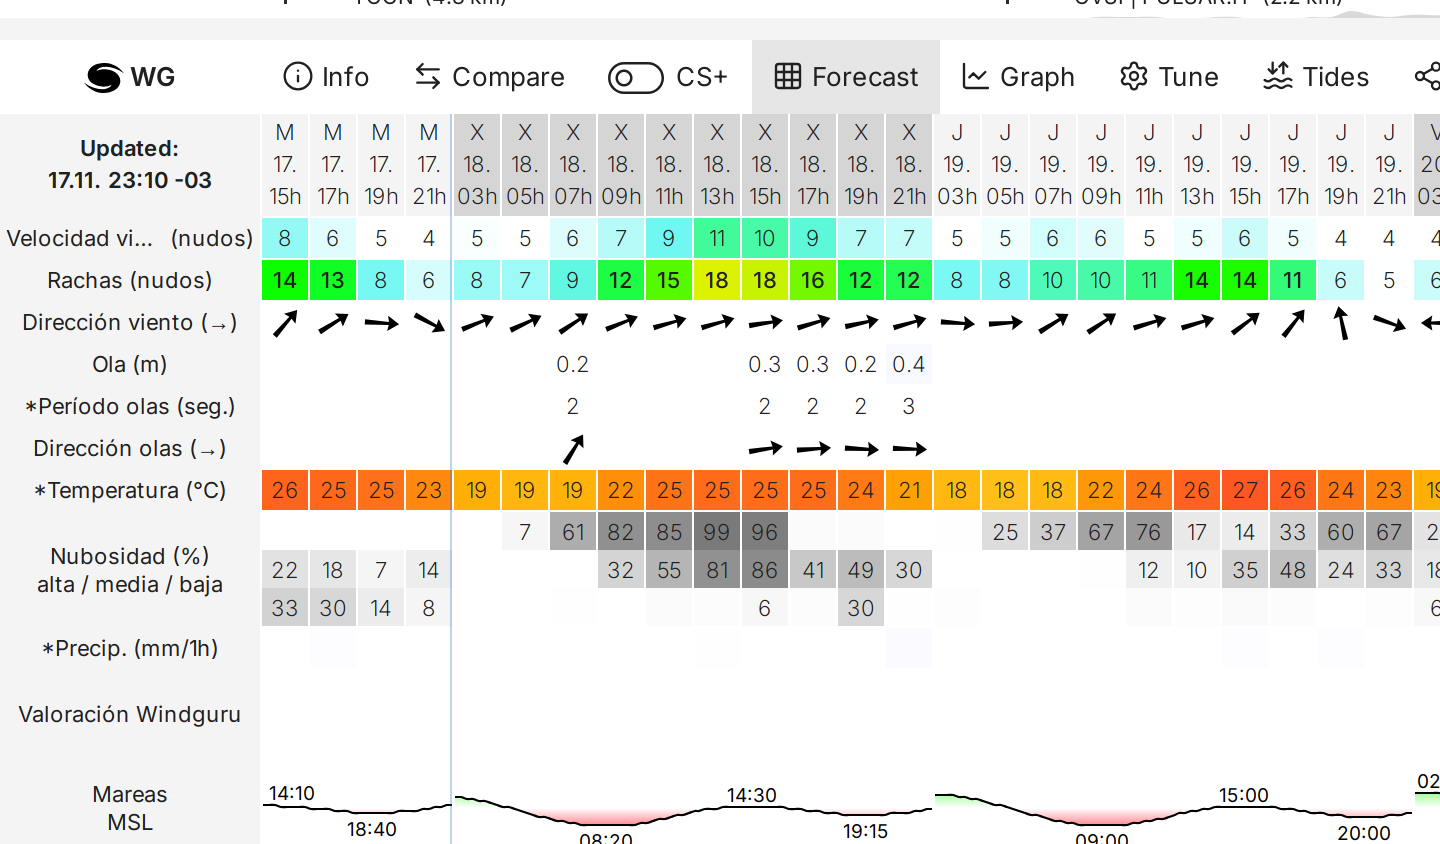 (2.2 km)
WG Info Compare CS+ Forecast Graph Tune Tides
Updated:
17.11. 23:10 -03
M M M M X X X X X X X X X X J J J J J J J J J J V
17. 17. 17. 17. 18. 18. 18. 18. 18. 18. 18. 18. 18. 18. 19. 19. 19. 19. 19. 19. 19. 19. 19. 19.
15h 17h 19h 21h 03h 05h 07h 09h 11h 13h 15h 17h 19h 21h 03h 05h 07h 09h 11h 13h 15h 17h 19h 21h
Velocidad vi... (nudos) 8 6 5 4 5 5 6 7 9 11 10 9 7 7 5 5 6 6 5 5 6 5 4 4 4
Rachas (nudos) 14 13 8 6 8 7 9 12 15 18 18 16 12 12 8 8 10 10 11 14 14 11 6 5 6
Dirección viento (→)
Ola (m) 0.2 0.3 0.3 0.2 0.4
*Período olas (seg.) 2 2 2 2 3
Dirección olas (→)
*Temperatura (°C) 26 25 25 23 19 19 19 22 25 25 25 25 24 21 18 18 18 22 24 26 27 26 24 23 19
7 61 82 85 99 96 25 37 67 76 17 14 33 60 67
Nubosidad (%)
22 18 7 14 32 55 81 86 41 49 30 12 10 35 48 24 33 18
alta / media / baja
33 30 14 8 6 30 6
*Precip. (mm/1h)
Valoración Windguru
Mareas
MSL
14:10 18:40 08:20 14:30 19:15 09:00 15:00 20:00 02